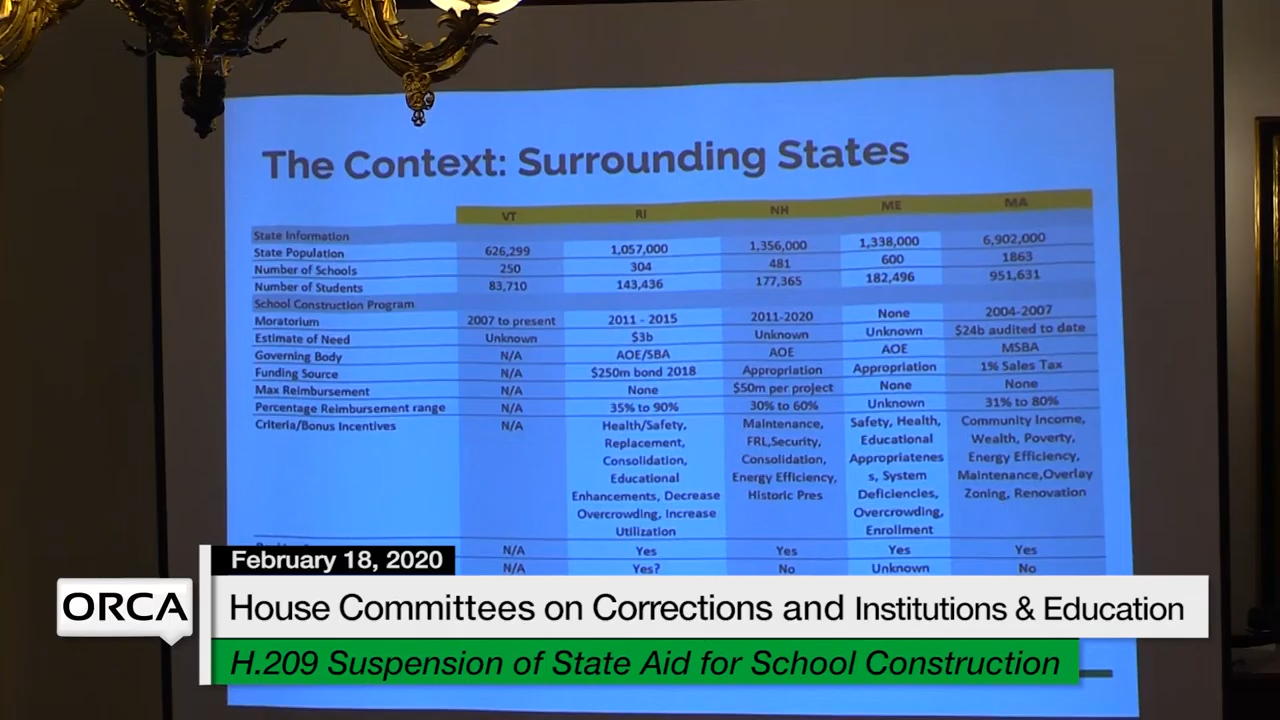 The Context: Surrounding States
VT RI NH ME MA
State Information
State Population 626,299 1,057,000 1,356,000 1,338,000 6,902,000
Number of Schools 250 304 481 600 1863
Number of Students 83,710 143,436 177,365 182,496 951,631
School Construction Program
Moratorium 2007 to present 2011 - 2015 2011-2020 None 2004-2007
Estimate of Need Unknown $3b Unknown Unknown $24b audited to date
Governing Body N/A AOE/SBA AOE AOE MSBA
Funding Source N/A $250m bond 2018 Appropriation Appropriation 1% Sales Tax
Max Reimbursement N/A None $50m per project None None
Percentage Reimbursement range N/A 35% to 90% 30% to 60% Unknown 31% to 80%
Criteria/Bonus Incentives N/A Health/Safety, Maintenance, Safety, Health, Community Income,
Replacement, FRL,Security, Educational Wealth, Poverty,
Consolidation, Consolidation, Appropriatenes Energy Efficiency,
Educational Energy Efficiency, s, System Maintenance,Overlay
Enhancements, Decrease Historic Pres Deficiencies, Zoning, Renovation
Overcrowding, Increase Overcrowding,
Utilization Enrollment
N/A Yes Yes Yes Yes
N/A Yes? No Unknown No
February 18, 2020
ORCA
House Committees on Corrections and Institutions & Education
H.209 Suspension of State Aid for School Construction